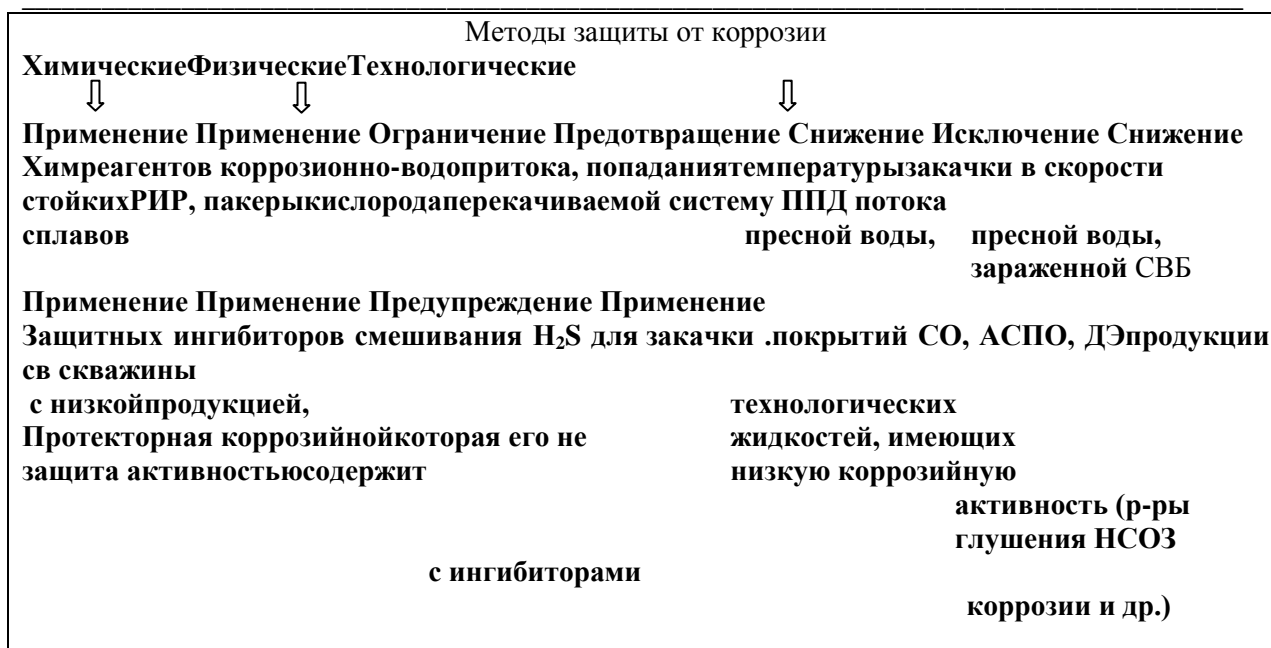 Методы защиты от коррозии
ХимическиеФизическиеТехнологические
Применение Применение Ограничение Предотвращение Снижение Исключение Снижение
Химреагентов коррозионно-водопритока, попаданиятемпературызакачки в скорости
стойкихРИР, пакерыкислородаперекачиваемой систему ППД потока
сплавов пресной воды, пресной воды,
зараженной СВБ
Применение Применение Предупреждение Применение
Защитных ингибиторов смешивания H₂S для закачки .покрытий СО, АСПО, ДЭпродукции
св скважины
с низкойпродукцией, технологических
Протекторная коррозийнойкоторая его не жидкостей, имеющих
защита активностьюсодержит низкую коррозийную
активность (р-ры
глушения НСОЗ
с ингибиторами
коррозии и др.)